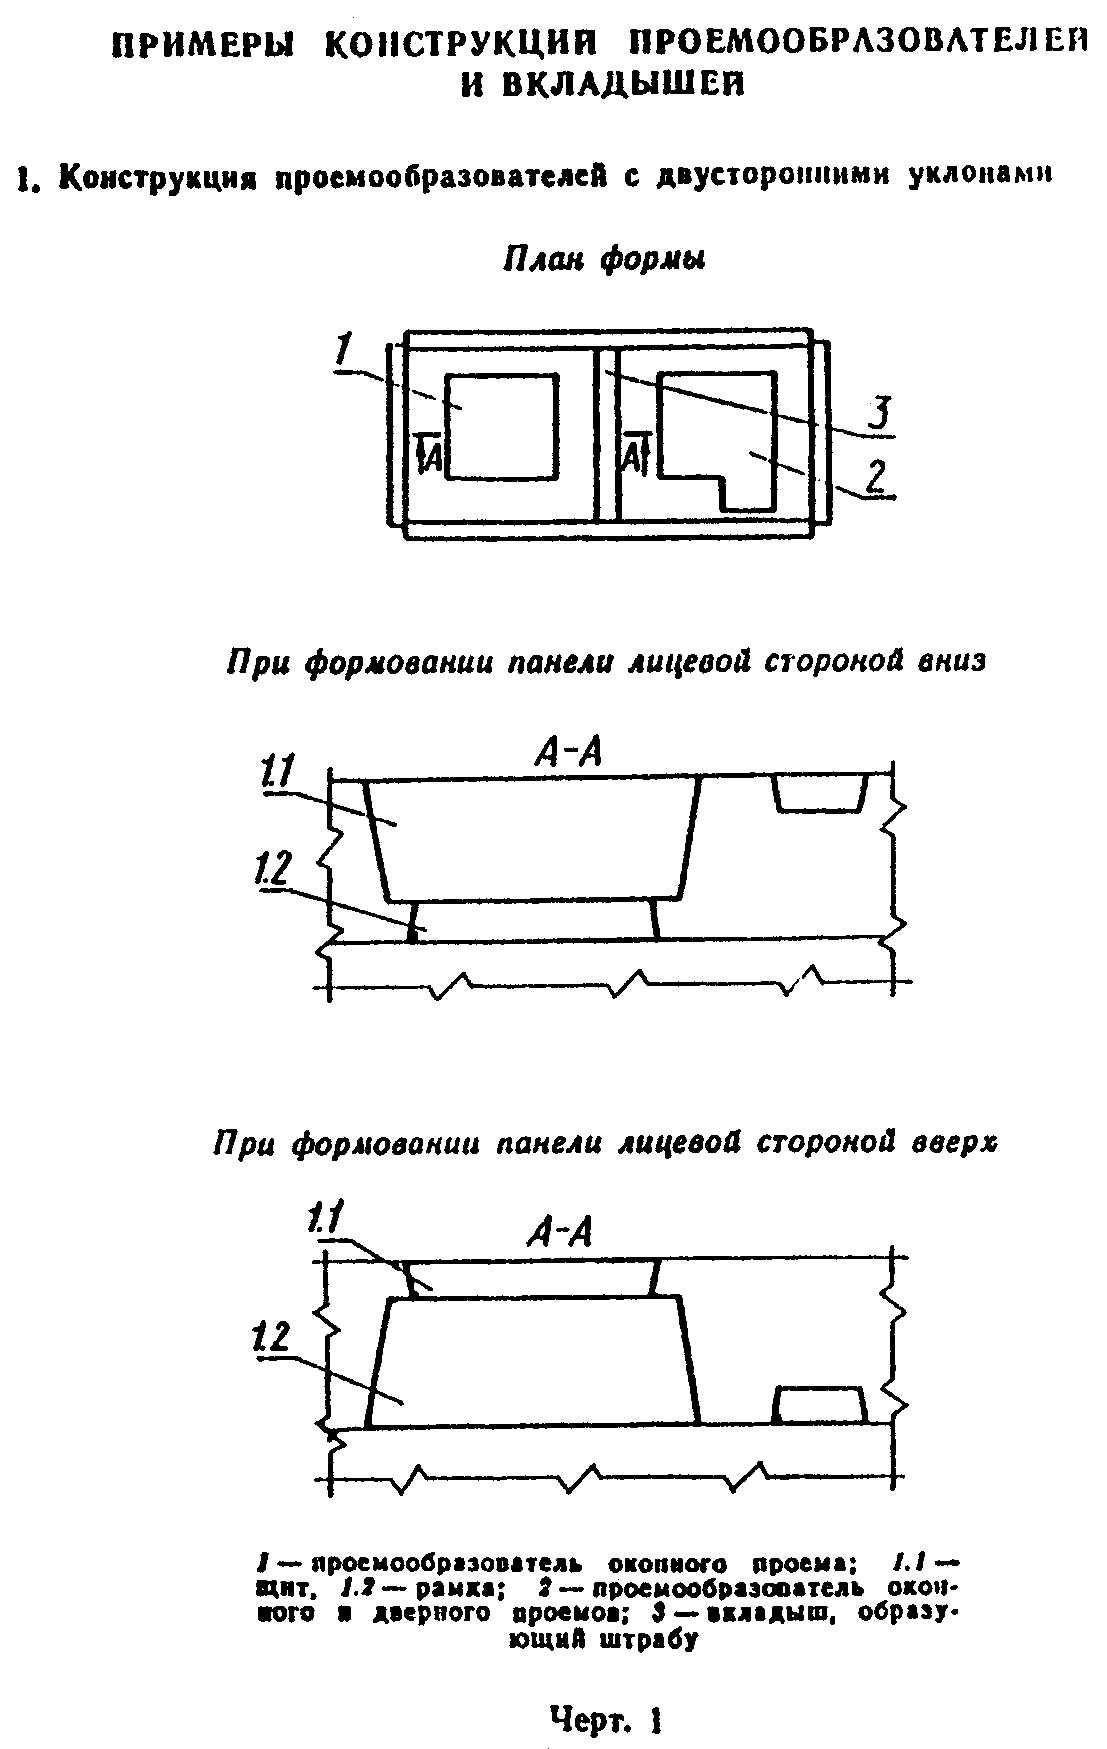 ПРИМЕРЫ КОНСТРУКЦИЙ ПРОЕМООБРАЗОВАТЕЛЕЙ
И ВКЛАДЫШЕЙ
1. Конструкция проемообразователей с двусторонними уклонами
План формы
1
3
А
А
2
При формовании панели лицевой стороной вниз
А-А
1.1
1.2
При формовании панели лицевой стороной вверх
1.1
А-А
1.2
1 — проемообразователь оконного проема; 1.1 —
щит, 1.2 — рамка; 2 — проемообразователь окон-
ного и дверного проемов; 3 — вкладыш, образу-
ющий штрабу
Черт. 1